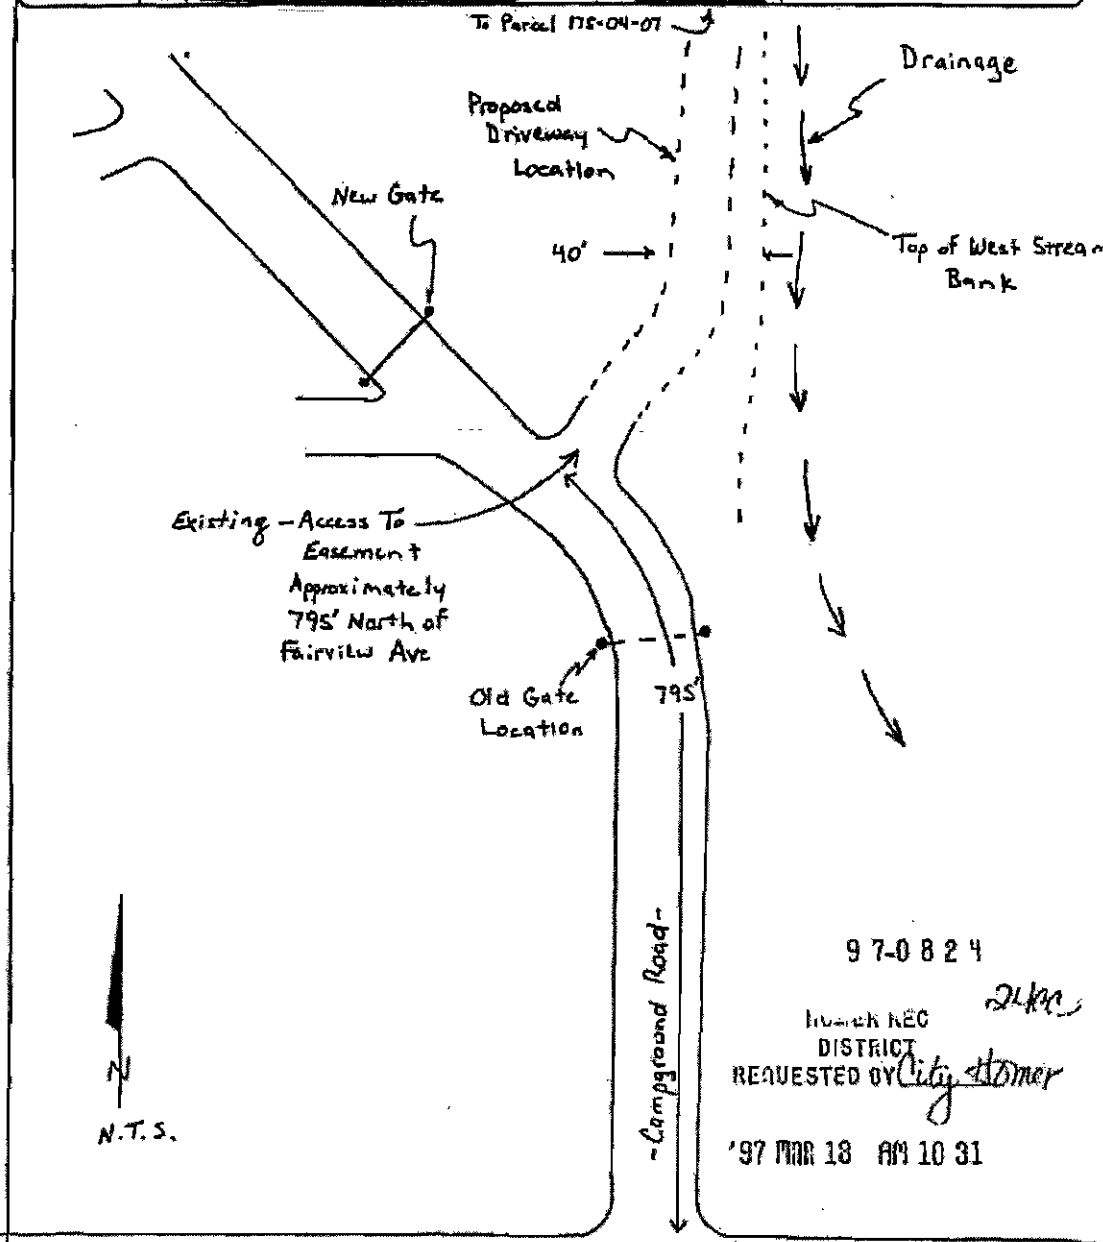 To Parcel 175-04-07
Drainage
Proposed
Driveway
Location
New Gate
40'
Top of West Stream
Bank
Existing - Access To
Easement
Approximately
795' North of
Fairview Ave
Old Gate
Location
795'
- Campground Road -
97-0824
REC
DISTRICT
REQUESTED BY City Homer
'97 MAR 18 AM 10 31
N
N.T.S.